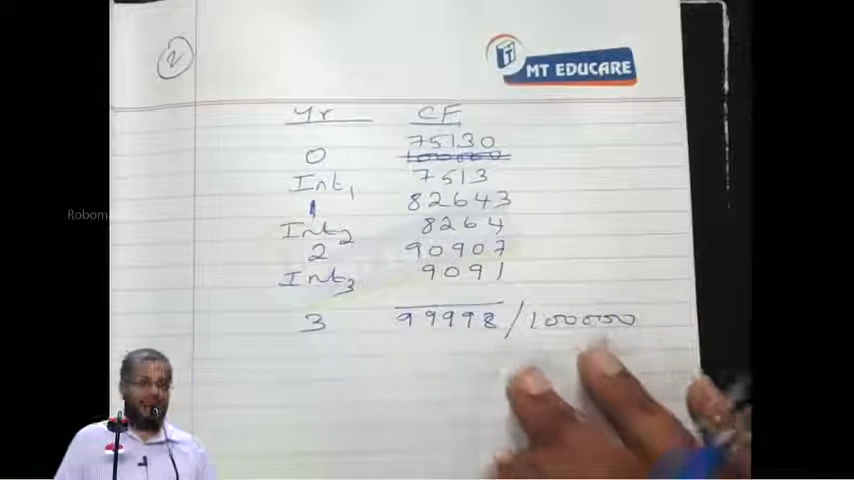 2
MT EDUCARE
Yr CF
75130
0 100000
Int1 7513
1 82643
Int2 8264
2 90907
Int3 9091
3 99998/100000
Robom